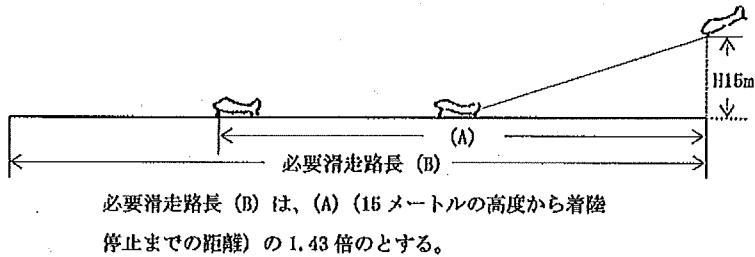 H15m
(A)
必要滑走路長 (B)
必要滑走路長 (B) は、(A) (15 メートルの高度から着陸
停止までの距離) の 1.43 倍のとする。